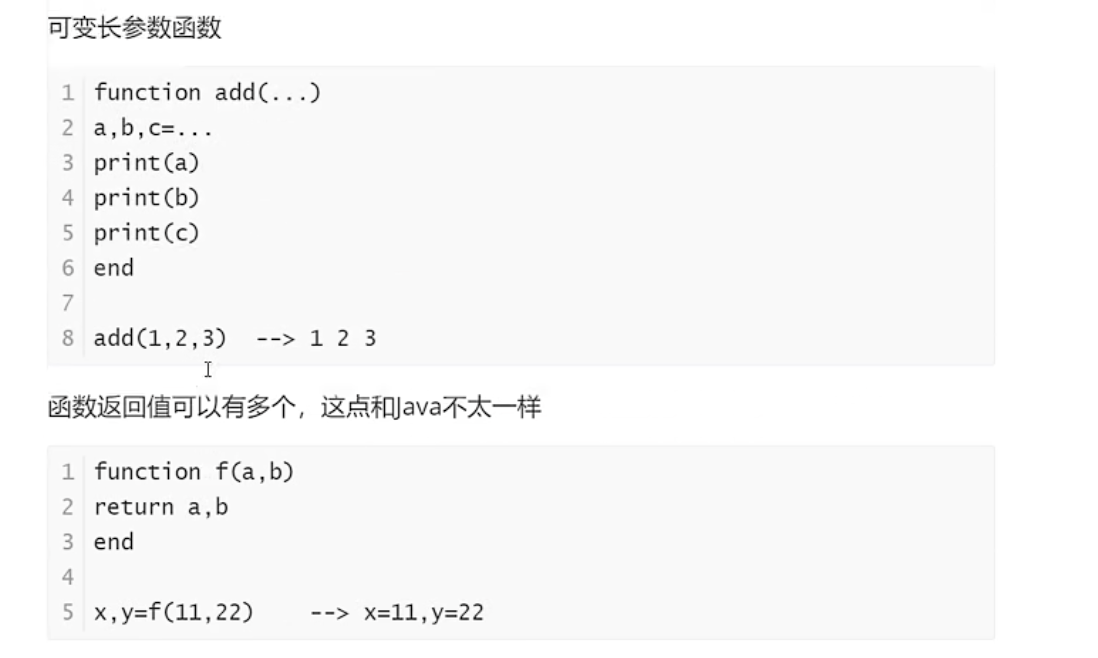 可变长参数函数
1 function add(...)
2 a,b,c=...
3 print(a)
4 print(b)
5 print(c)
6 end
7
8 add(1,2,3)  --> 1 2 3
函数返回值可以有多个，这点和Java不太一样
1 function f(a,b)
2 return a,b
3 end
4
5 x,y=f(11,22)    --> x=11,y=22